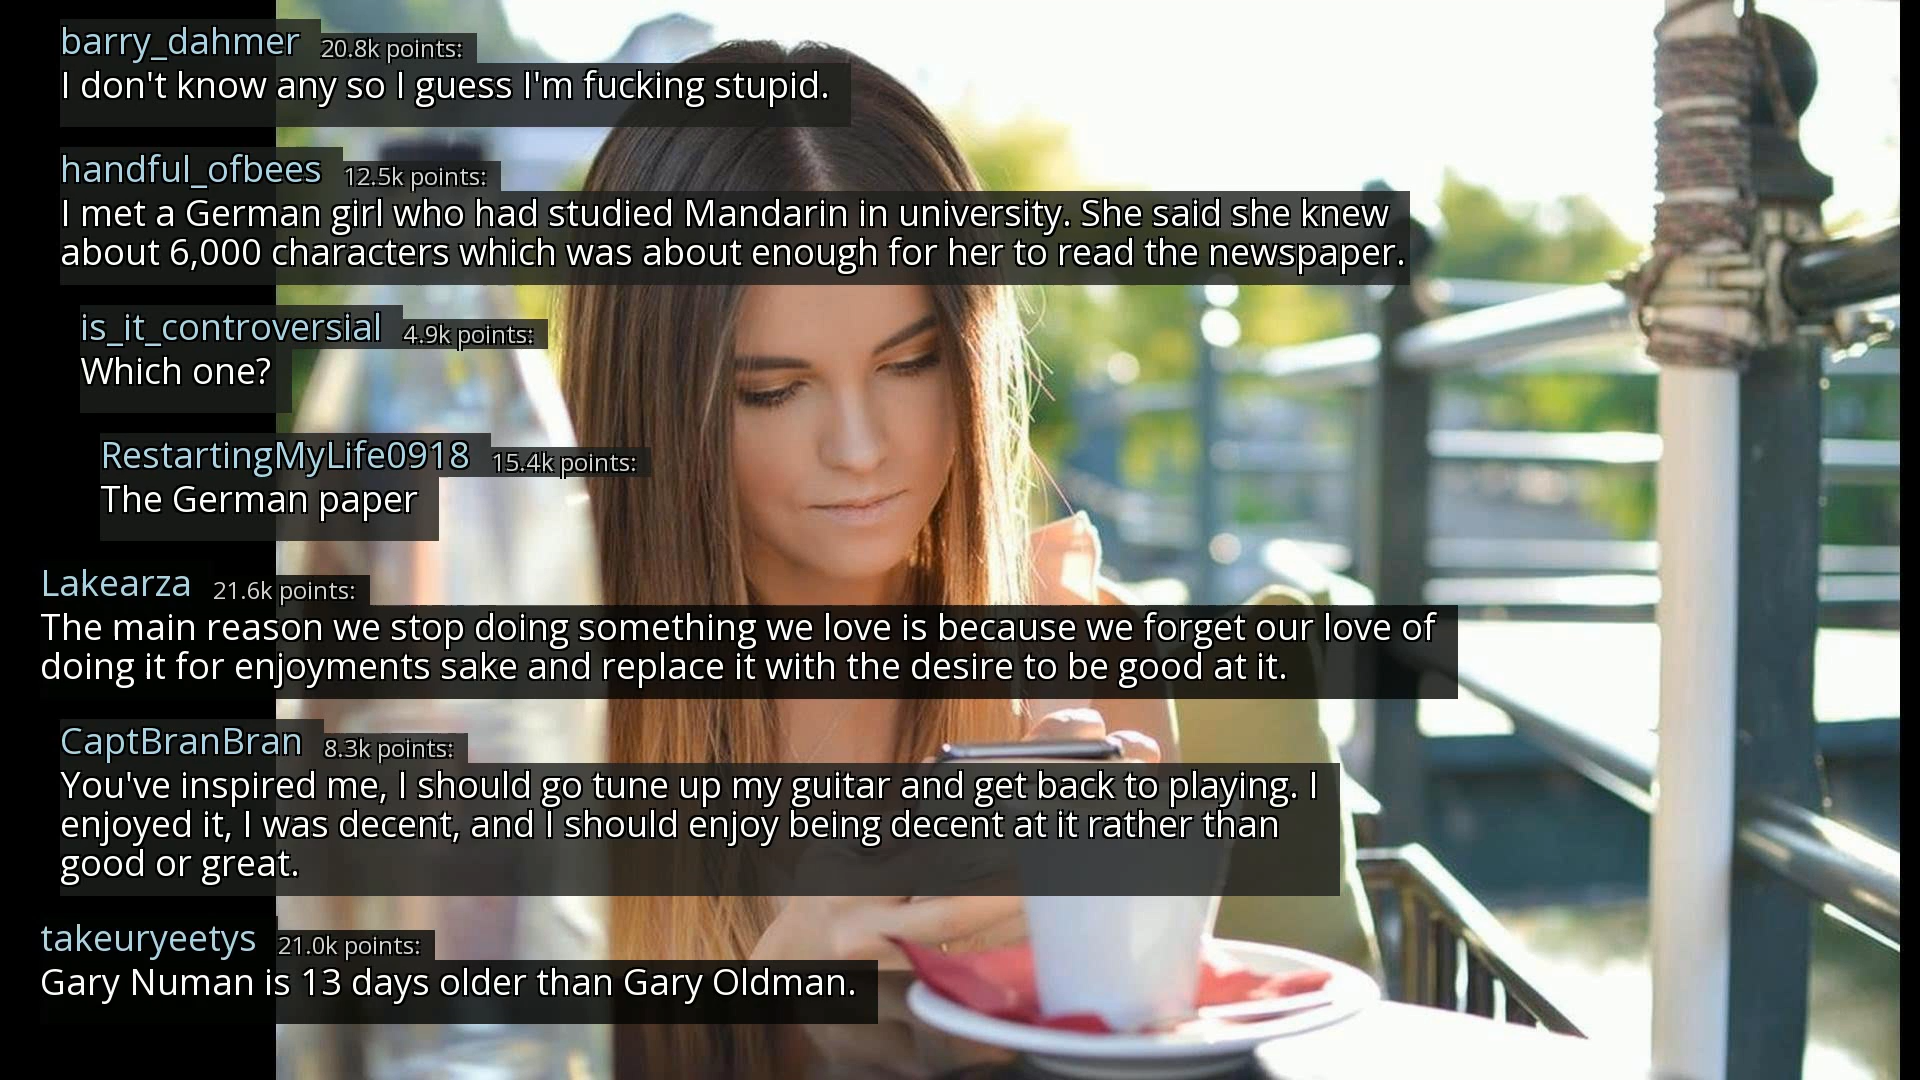 barry_dahmer 20.8k points:
I don't know any so I guess I'm fucking stupid.
handful_ofbees 12.5k points:
I met a German girl who had studied Mandarin in university. She said she knew
about 6,000 characters which was about enough for her to read the newspaper.
is_it_controversial 4.9k points:
Which one?
RestartingMyLife0918 15.4k points:
The German paper
Lakearza 21.6k points:
The main reason we stop doing something we love is because we forget our love of
doing it for enjoyments sake and replace it with the desire to be good at it.
CaptBranBran 8.3k points:
You've inspired me, I should go tune up my guitar and get back to playing. I
enjoyed it, I was decent, and I should enjoy being decent at it rather than
good or great.
takeuryeetys 21.0k points:
Gary Numan is 13 days older than Gary Oldman.